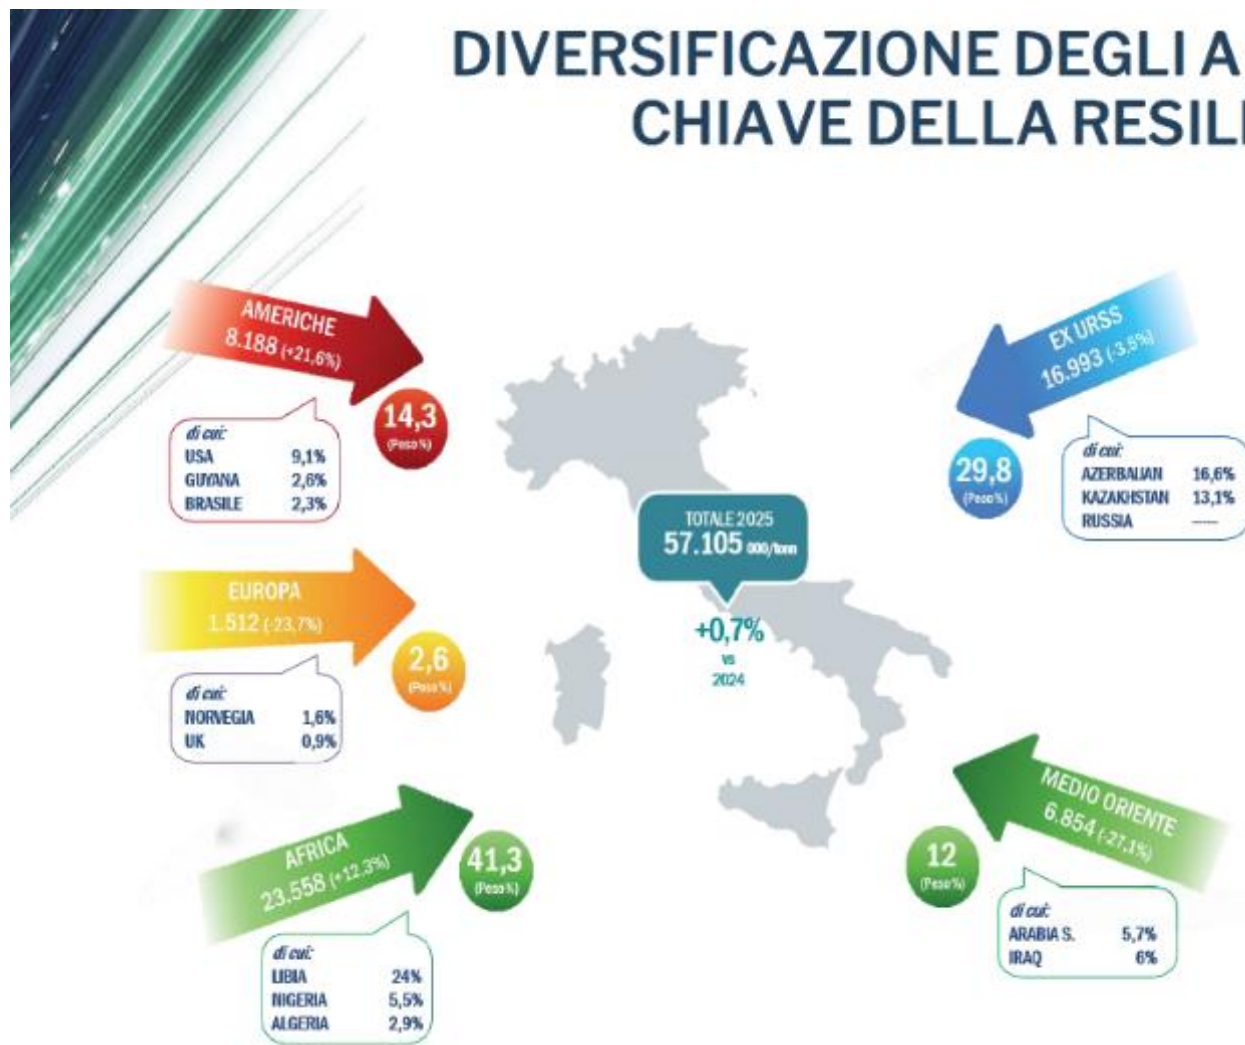 DIVERSIFICAZIONE DEGLI A
CHIAVE DELLA RESILI
AMERICHE
8.188 (+21,6%)
14,3
(Peso %)
di cui:
USA 9,1%
GUYANA 2,6%
BRASILE 2,3%
EX URSS
16.993 (-3.5%)
29,8
(Peso %)
di cui:
AZERBAIJAN 16,6%
KAZAKHSTAN 13,1%
RUSSIA -----
TOTALE 2025
57.105 000/tonn
+0,7%
vs
2024
EUROPA
1.512 (-23,7%)
2,6
(Peso %)
di cui:
NORVEGIA 1,6%
UK 0,9%
AFRICA
23.558 (+12.3%)
41,3
(Peso %)
di cui:
LIBIA 24%
NIGERIA 5,5%
ALGERIA 2,9%
MEDIO ORIENTE
6.854 (-27,1%)
12
(Peso %)
di cui:
ARABIA S. 5,7%
IRAQ 6%